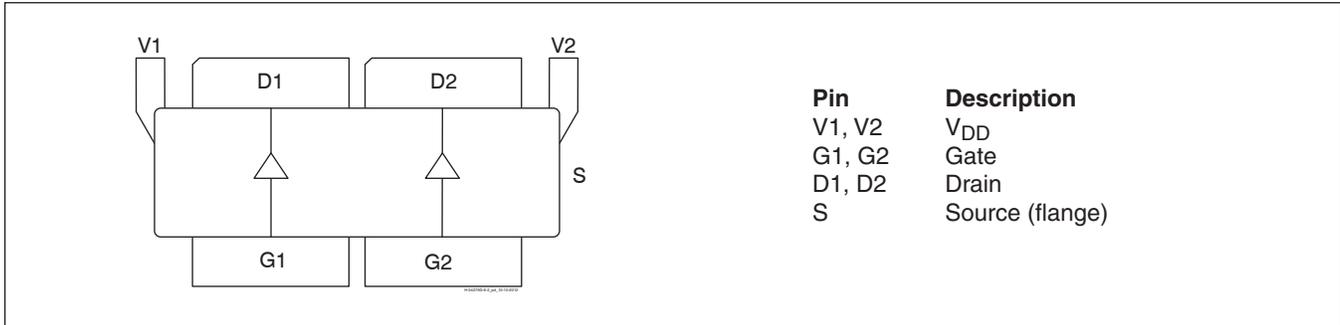 V1
V2
D1
D2
S
G1
G2
Pin Description
V1, V2 VDD
G1, G2 Gate
D1, D2 Drain
S Source (flange)